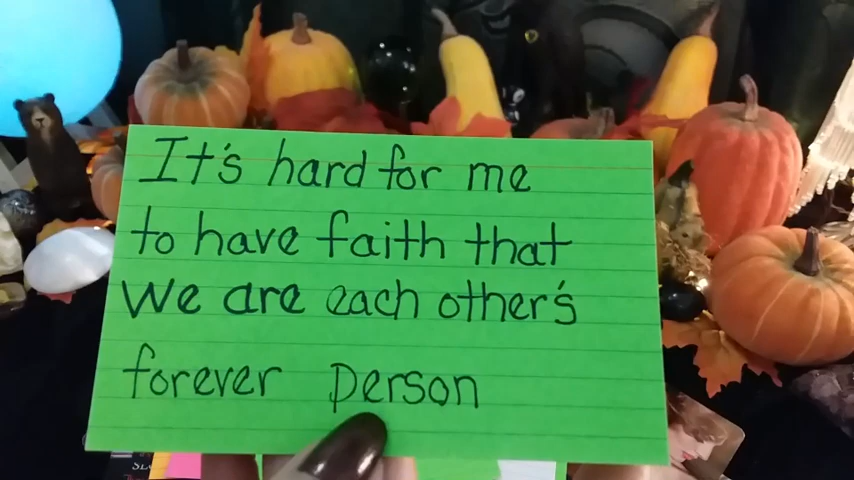 It's hard for me
to have faith that
We are each other's
forever person